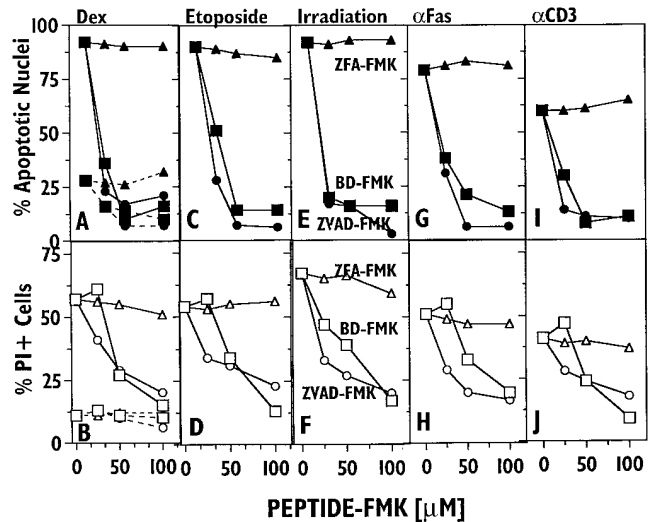 Dex Etoposide Irradiation αFas αCD3
% Apoptotic Nuclei
100
75
50
25
0
ZFA-FMK
BD-FMK
ZVAD-FMK
A C E G I
% PI+ Cells
75
50
25
0
ZFA-FMK
BD-FMK
ZVAD-FMK
B D F H J
0 50 100 0 50 100 0 50 100 0 50 100 0 50 100
PEPTIDE-FMK [μM]